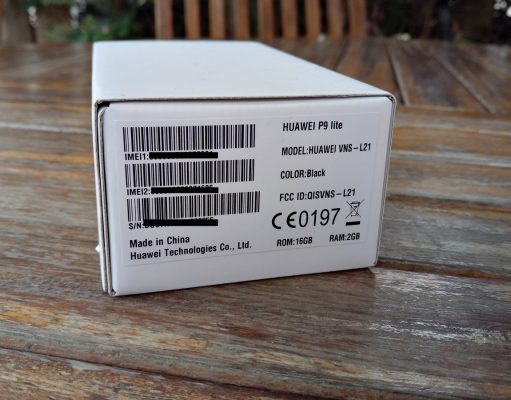 HUAWEI P9 lite
IMEI1:
MODEL:HUAWEI VNS-L21
IMEI2:
COLOR:Black
FCC ID:QISVNS-L21
S/N:
CE0197
Made in China
Huawei Technologies Co., Ltd.
ROM:16GB RAM:2GB